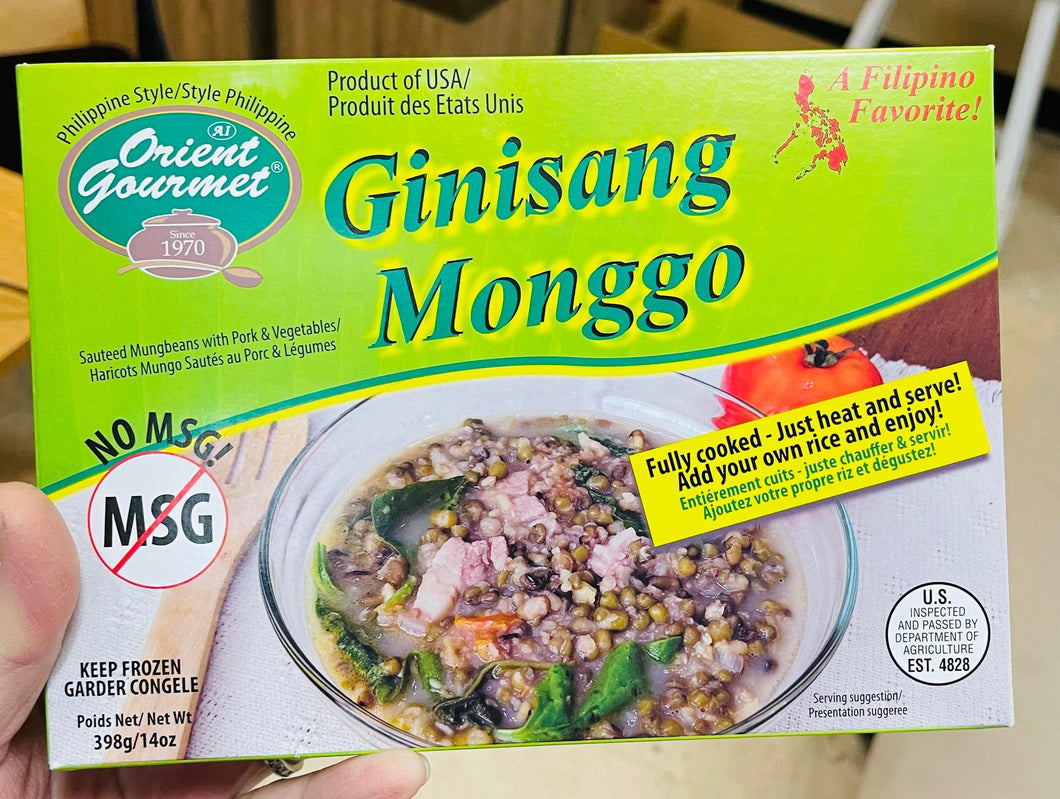 Philippine Style/Style Philippine
AI
Orient
Gourmet®
Since
1970
Product of USA/
Produit des Etats Unis
A Filipino
Favorite!
Ginisang
Monggo
Sauteed Mungbeans with Pork & Vegetables/
Haricots Mungo Sautés au Porc & Légumes
NO MSG!
MSG
Fully cooked - Just heat and serve!
Add your own rice and enjoy!
Entiérement cuits - juste chauffer & servir!
Ajoutez votre propre riz et dégustez!
U.S.
INSPECTED
AND PASSED BY
DEPARTMENT OF
AGRICULTURE
EST. 4828
KEEP FROZEN
GARDER CONGELE
Poids Net/ Net Wt
398g/14oz
Serving suggestion/
Presentation suggeree